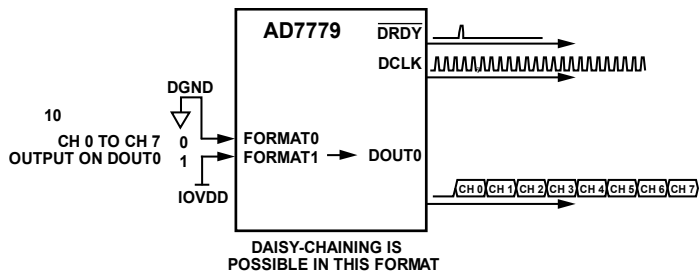 AD7779
DRDY
DCLK
DGND
10
CH 0 TO CH 7 0
OUTPUT ON DOUT0 1
FORMAT0
FORMAT1
DOUT0
IOVDD
CH 0 CH 1 CH 2 CH 3 CH 4 CH 5 CH 6 CH 7
DAISY-CHAINING IS
POSSIBLE IN THIS FORMAT